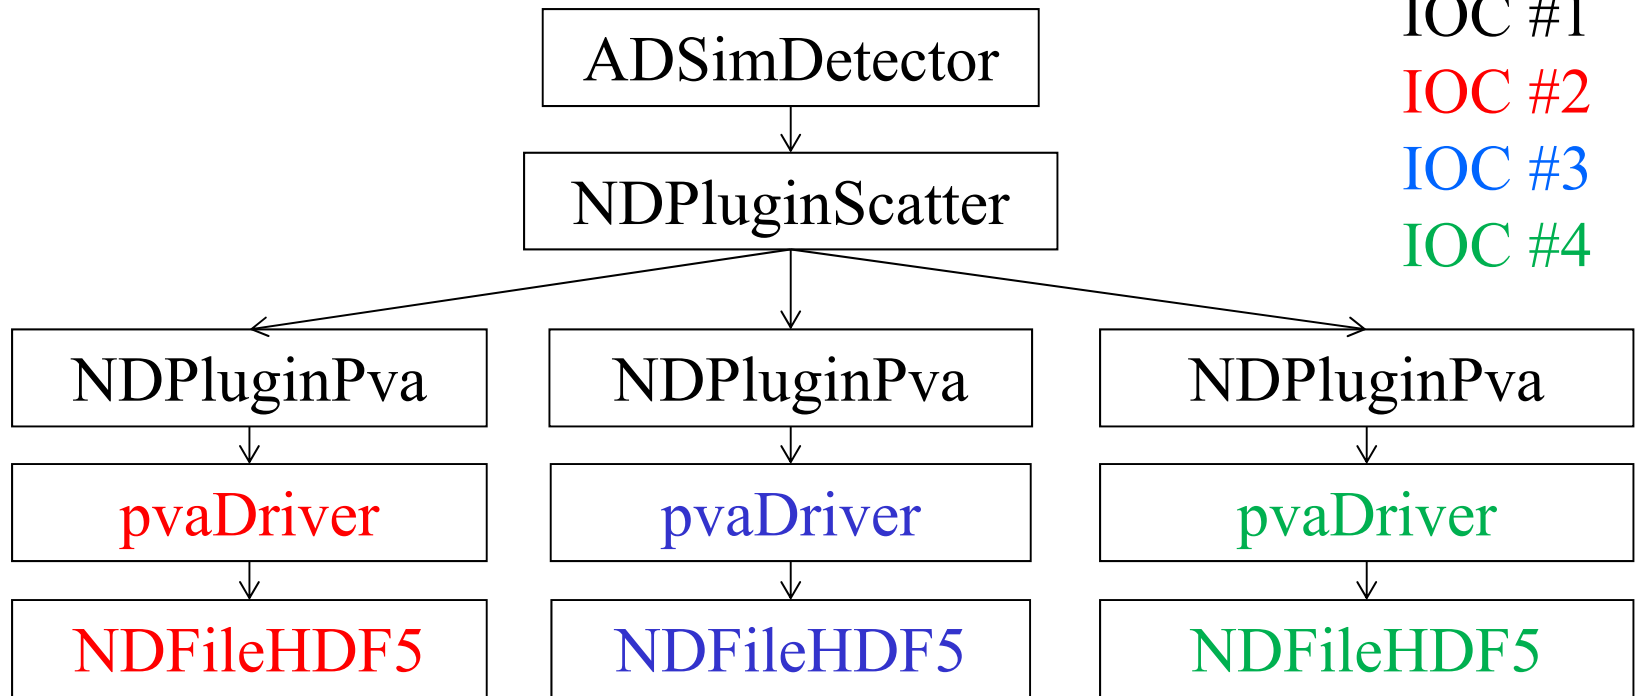 IOC #1
ADSimDetector
IOC #2
IOC #3
NDPluginScatter
IOC #4
NDPluginPva NDPluginPva NDPluginPva
pvaDriver pvaDriver pvaDriver
NDFileHDF5 NDFileHDF5 NDFileHDF5